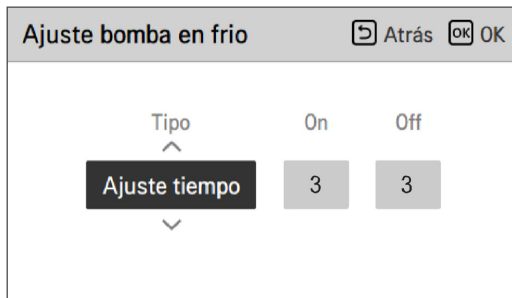 Ajuste bomba en frio Atrás OK OK
Tipo On Off
Ajuste tiempo 3 3